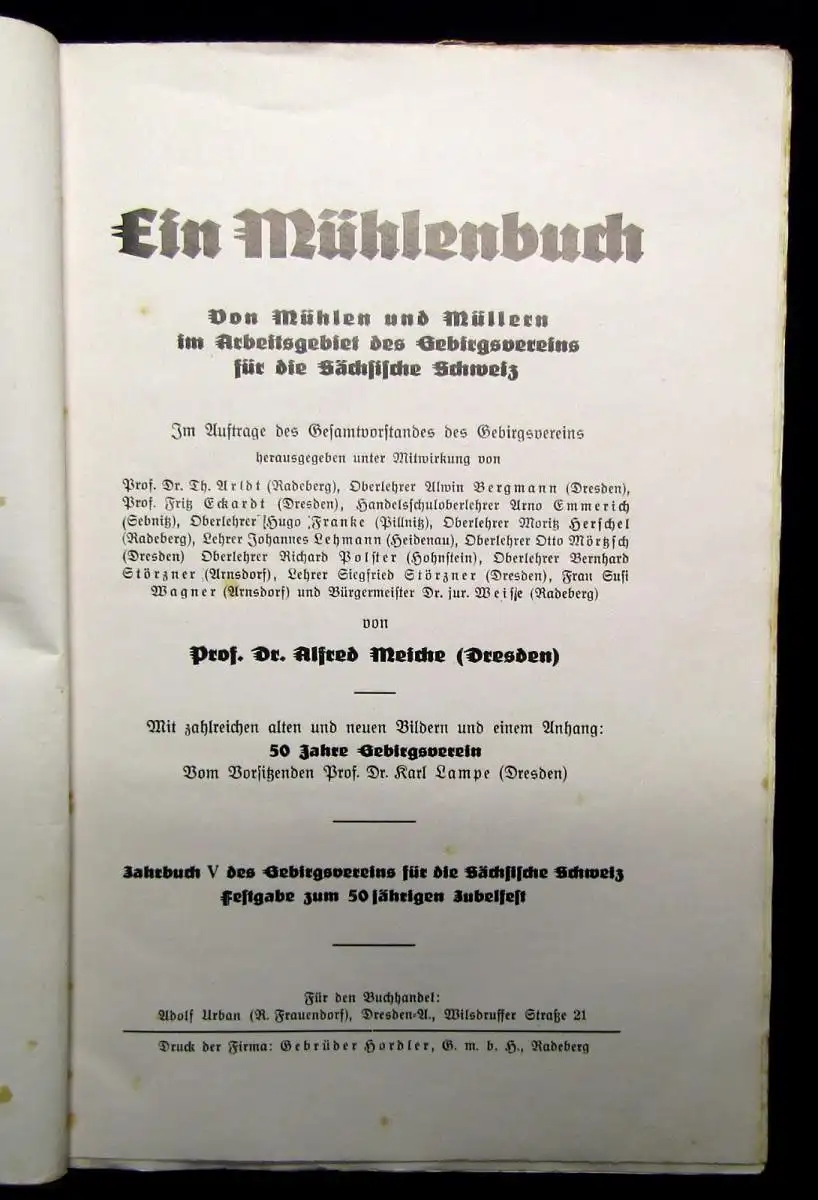 Ein Mühlenbuch
Von Mühlen und Müllern
im Arbeitsgebiet des Gebirgsvereins
für die Sächsische Schweiz
Im Auftrage des Gesamtvorstandes des Gebirgsvereins
herausgegeben unter Mitwirkung von
Prof. Dr. Th. Arldt (Radeberg), Oberlehrer Alwin Bergmann (Dresden),
Prof. Fritz Eckardt (Dresden), Handelsschuloberlehrer Arno Emmerich
(Sebnitz), Oberlehrer Hugo Franke (Pillnitz), Oberlehrer Moritz Herschel
(Radeberg), Lehrer Johannes Lehmann (Heidenau), Oberlehrer Otto Mörtzsch
(Dresden) Oberlehrer Richard Polster (Hohnstein), Oberlehrer Bernhard
Störzner (Arnsdorf), Lehrer Siegfried Störzner (Dresden), Frau Susi
Wagner (Arnsdorf) und Bürgermeister Dr. jur. Weiße (Radeberg)
von
Prof. Dr. Alfred Meiche (Dresden)
Mit zahlreichen alten und neuen Bildern und einem Anhang:
50 Jahre Gebirgsverein
Vom Vorsitzenden Prof. Dr. Karl Lampe (Dresden)
Jahrbuch V des Gebirgsvereins für die Sächsische Schweiz
Festgabe zum 50jährigen Jubelfest
Für den Buchhandel:
Adolf Urban (R. Frauendorf), Dresden-A., Wilsdruffer Straße 21
Druck der Firma: Gebrüder Hordler, G. m. b. H., Radeberg